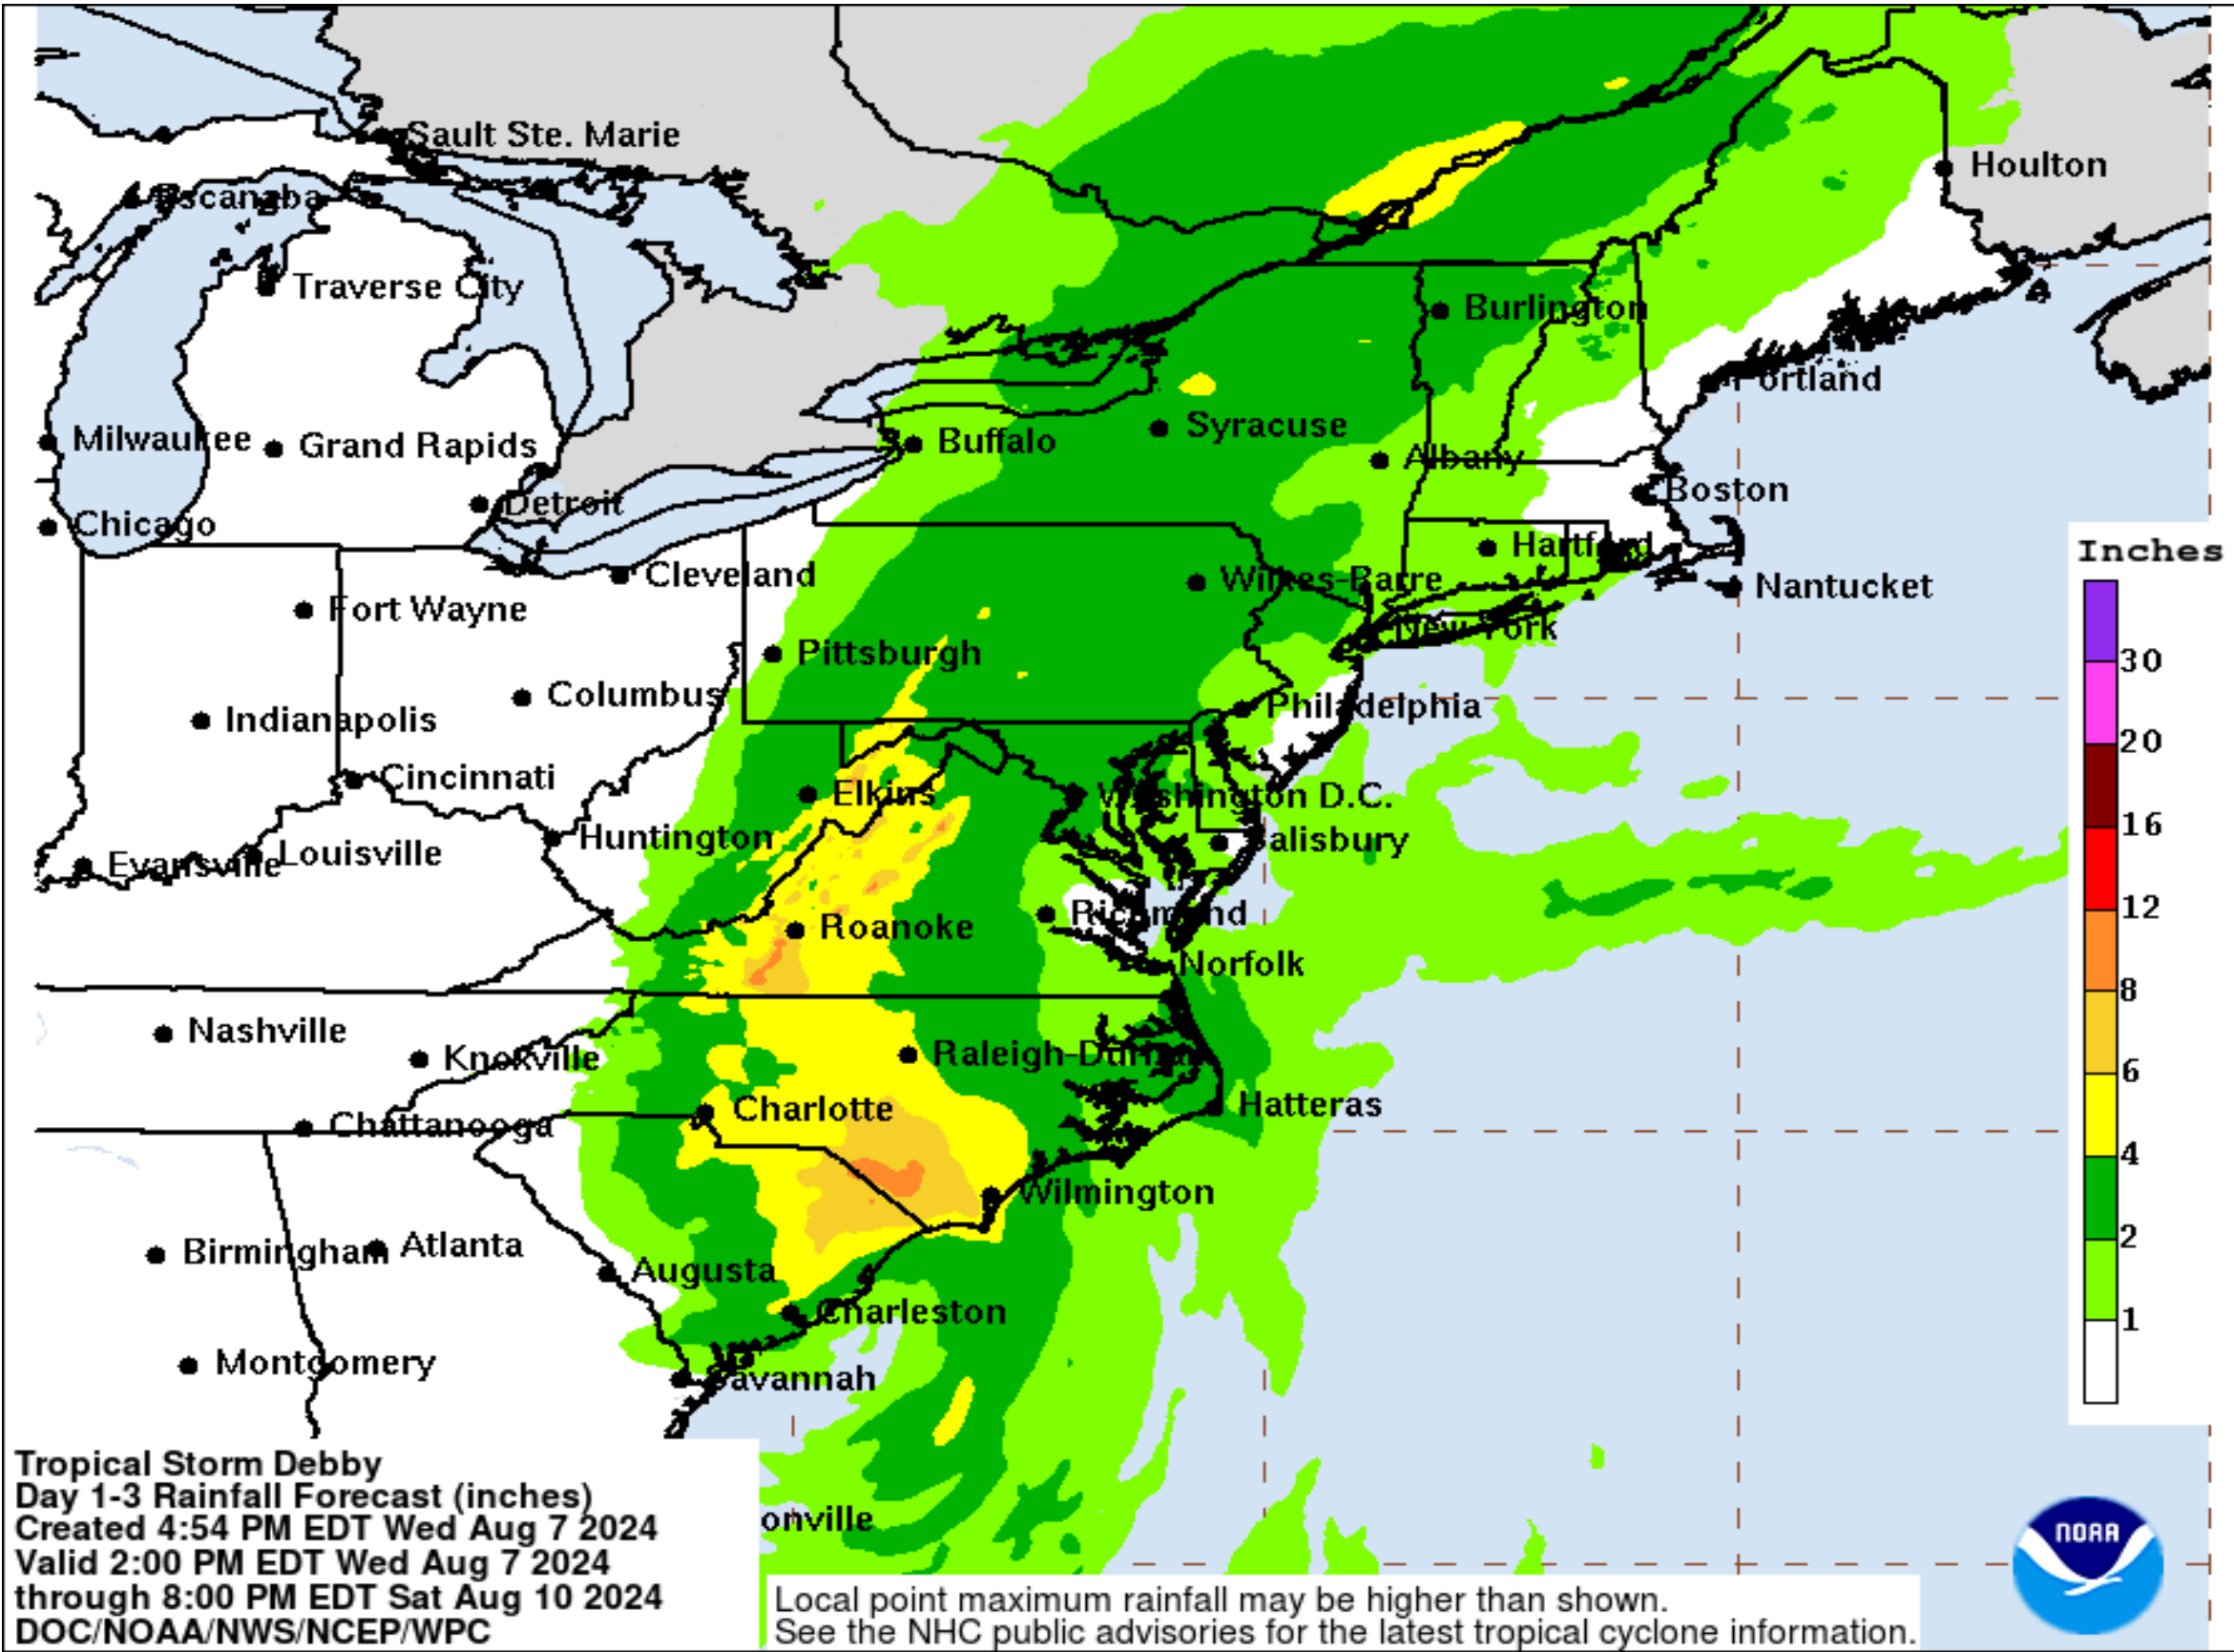 Sault Ste. Marie
Escanaba
Houlton
Traverse City
Burlington
Portland
Milwaukee
Grand Rapids
Buffalo
Syracuse
Albany
Detroit
Boston
Chicago
Hartford
Cleveland
Wilkes-Barre
Nantucket
Fort Wayne
New York
Pittsburgh
Columbus
Philadelphia
Indianapolis
Cincinnati
Elkins
Washington D.C.
Huntington
Salisbury
Evansville
Louisville
Roanoke
Richmond
Norfolk
Nashville
Knoxville
Raleigh-Durham
Charlotte
Hatteras
Chattanooga
Wilmington
Birmingham
Atlanta
Augusta
Charleston
Montgomery
Savannah
onville
Inches
30
20
16
12
8
6
4
2
1
Tropical Storm Debby
Day 1-3 Rainfall Forecast (inches)
Created 4:54 PM EDT Wed Aug 7 2024
Valid 2:00 PM EDT Wed Aug 7 2024
through 8:00 PM EDT Sat Aug 10 2024
DOC/NOAA/NWS/NCEP/WPC
Local point maximum rainfall may be higher than shown.
See the NHC public advisories for the latest tropical cyclone information.
NOAA